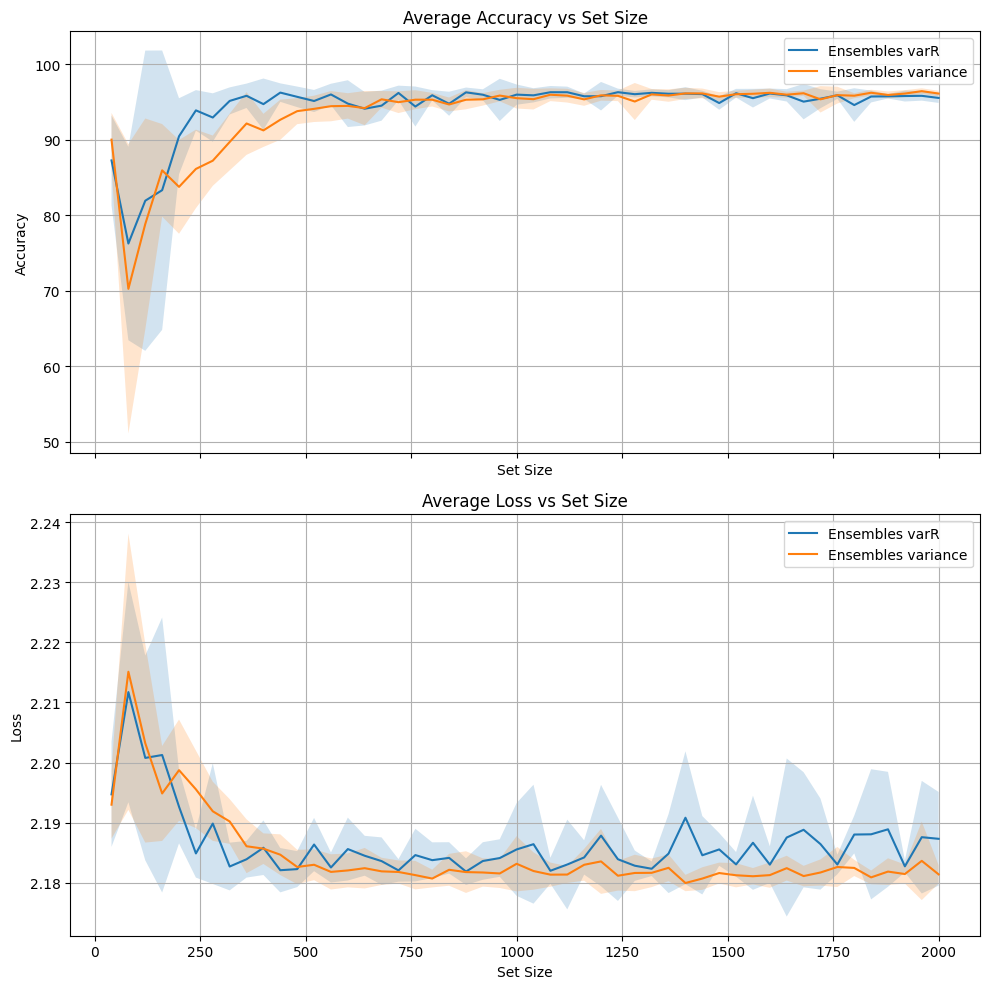 Average Accuracy vs Set Size
Ensembles varR
Ensembles variance
100
90
80
70
60
50
Accuracy
Set Size
Average Loss vs Set Size
Ensembles varR
Ensembles variance
2.24
2.23
2.22
2.21
2.20
2.19
2.18
Loss
0 250 500 750 1000 1250 1500 1750 2000
Set Size